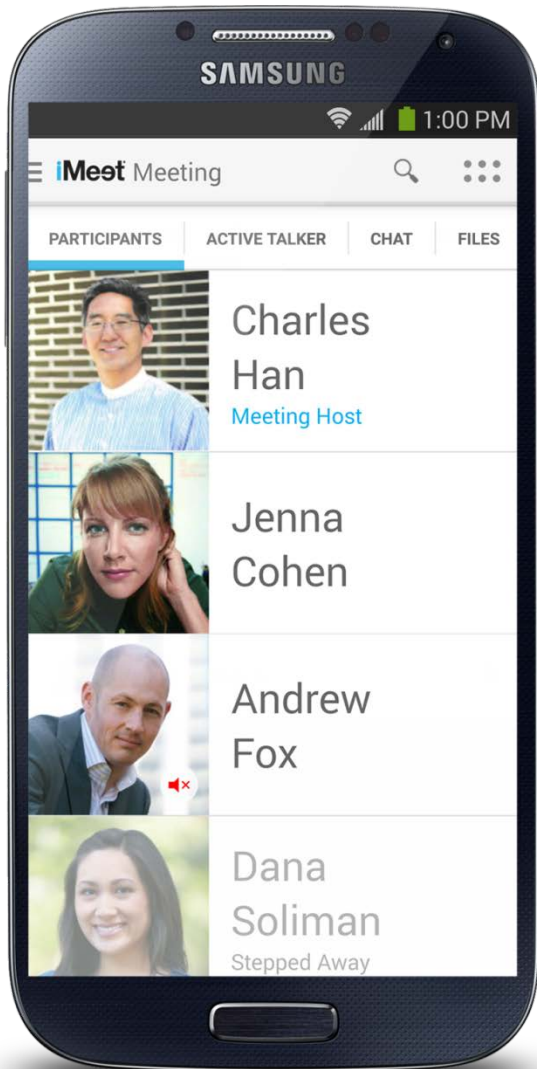 SAMSUNG
1:00 PM
iMeet Meeting
PARTICIPANTS ACTIVE TALKER CHAT FILES
Charles
Han
Meeting Host
Jenna
Cohen
Andrew
Fox
Dana
Soliman
Stepped Away